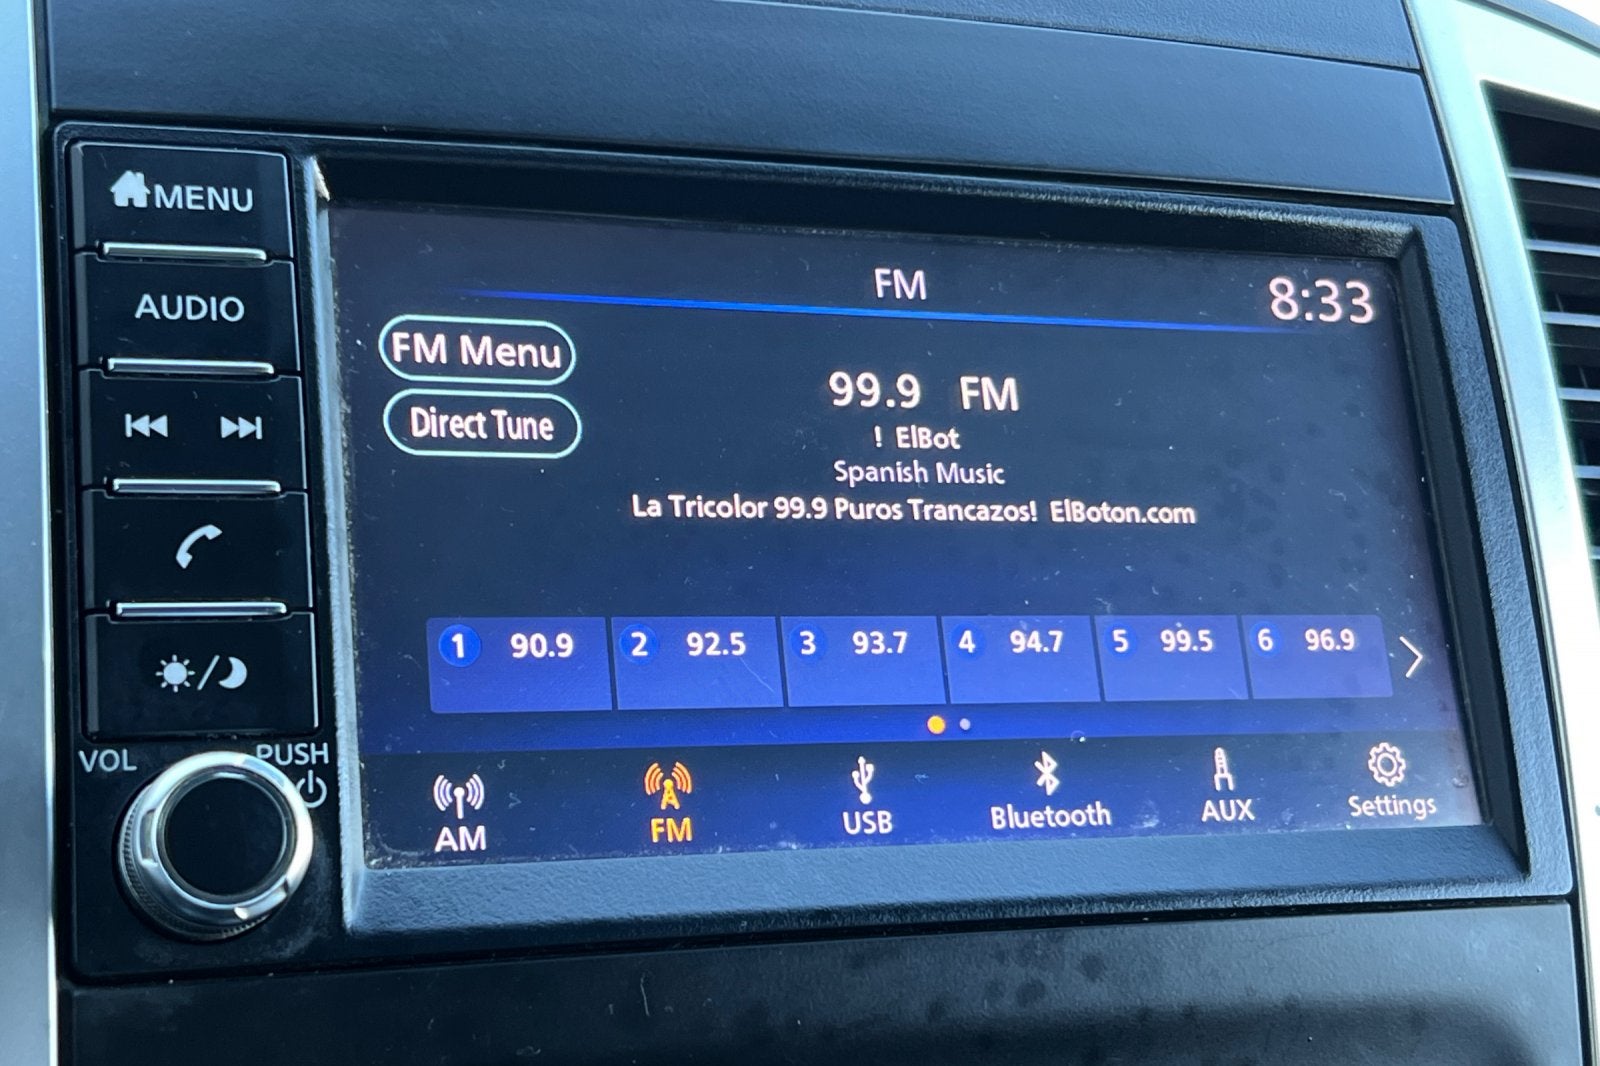 MENU
AUDIO
VOL
PUSH
FM
8:33
FM Menu
Direct Tune
99.9 FM
! ElBot
Spanish Music
La Tricolor 99.9 Puros Trancazos! ElBoton.com
1 90.9 2 92.5 3 93.7 4 94.7 5 99.5 6 96.9
AM FM USB Bluetooth AUX Settings